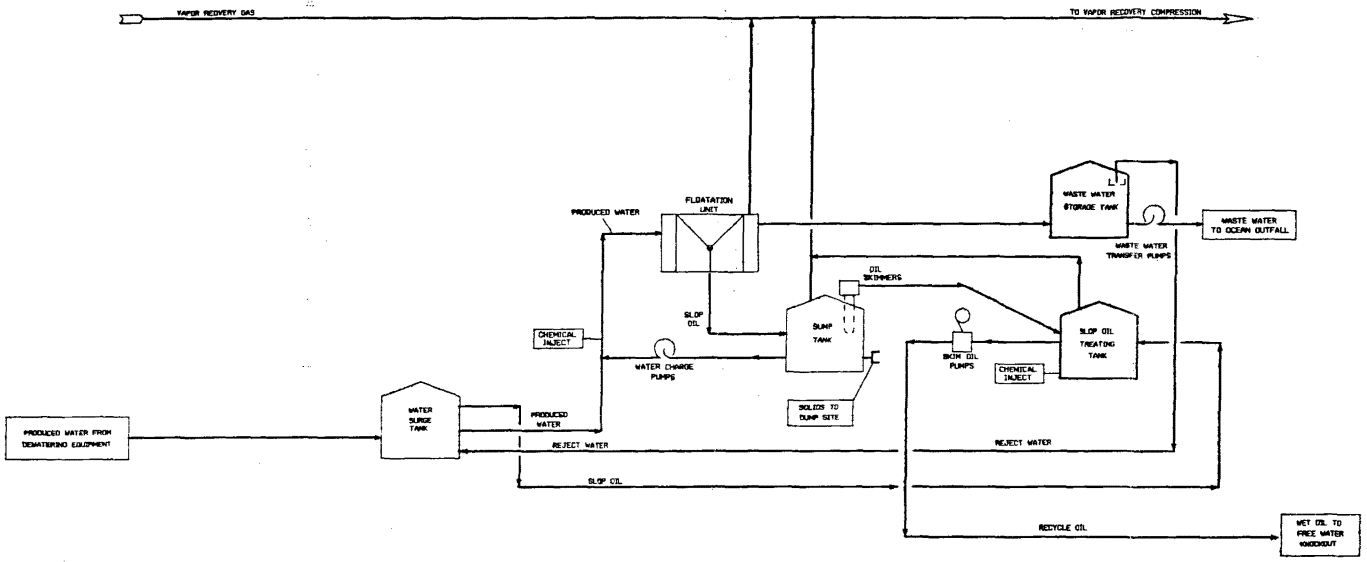 VAPOR RECOVERY GAS
TO VAPOR RECOVERY COMPRESSION
FLOATATION
UNIT
PRODUCED WATER
WASTE WATER
STORAGE TANK
WASTE WATER
TO OCEAN OUTFALL
WASTE WATER
TRANSFER PUMPS
OIL
SKIMMERS
SLOP
OIL
SUMP
TANK
SLOP OIL
TREATING
TANK
CHEMICAL
INJECT
WATER CHARGE
PUMPS
SKIM OIL
PUMPS
CHEMICAL
INJECT
SOLIDS TO
DUMP SITE
WATER
SURGE
TANK
PRODUCED
WATER
PRODUCED WATER FROM
DEWATERING EQUIPMENT
REJECT WATER
REJECT WATER
SLOP OIL
RECYCLE OIL
WET OIL TO
FREE WATER
KNOCKOUT